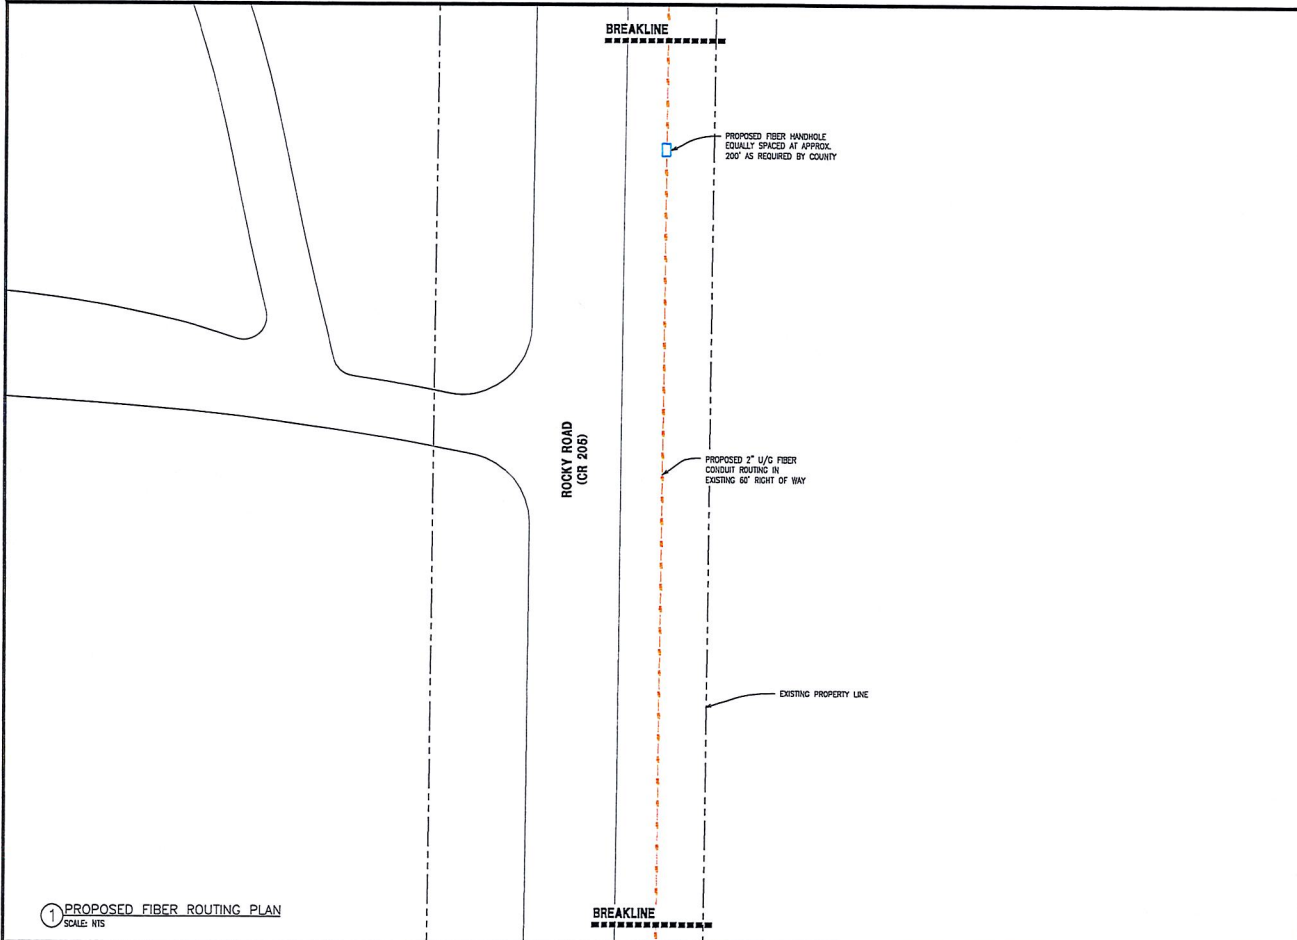 BREAKLINE
PROPOSED FIBER HANDHOLE
EQUALLY SPACED AT APPROX.
200' AS REQUIRED BY COUNTY
ROCKY ROAD
(CR 206)
PROPOSED 2" U/G FIBER
CONDUIT ROUTING IN
EXISTING 60' RIGHT OF WAY
EXISTING PROPERTY LINE
BREAKLINE
1
PROPOSED FIBER ROUTING PLAN
SCALE: NTS